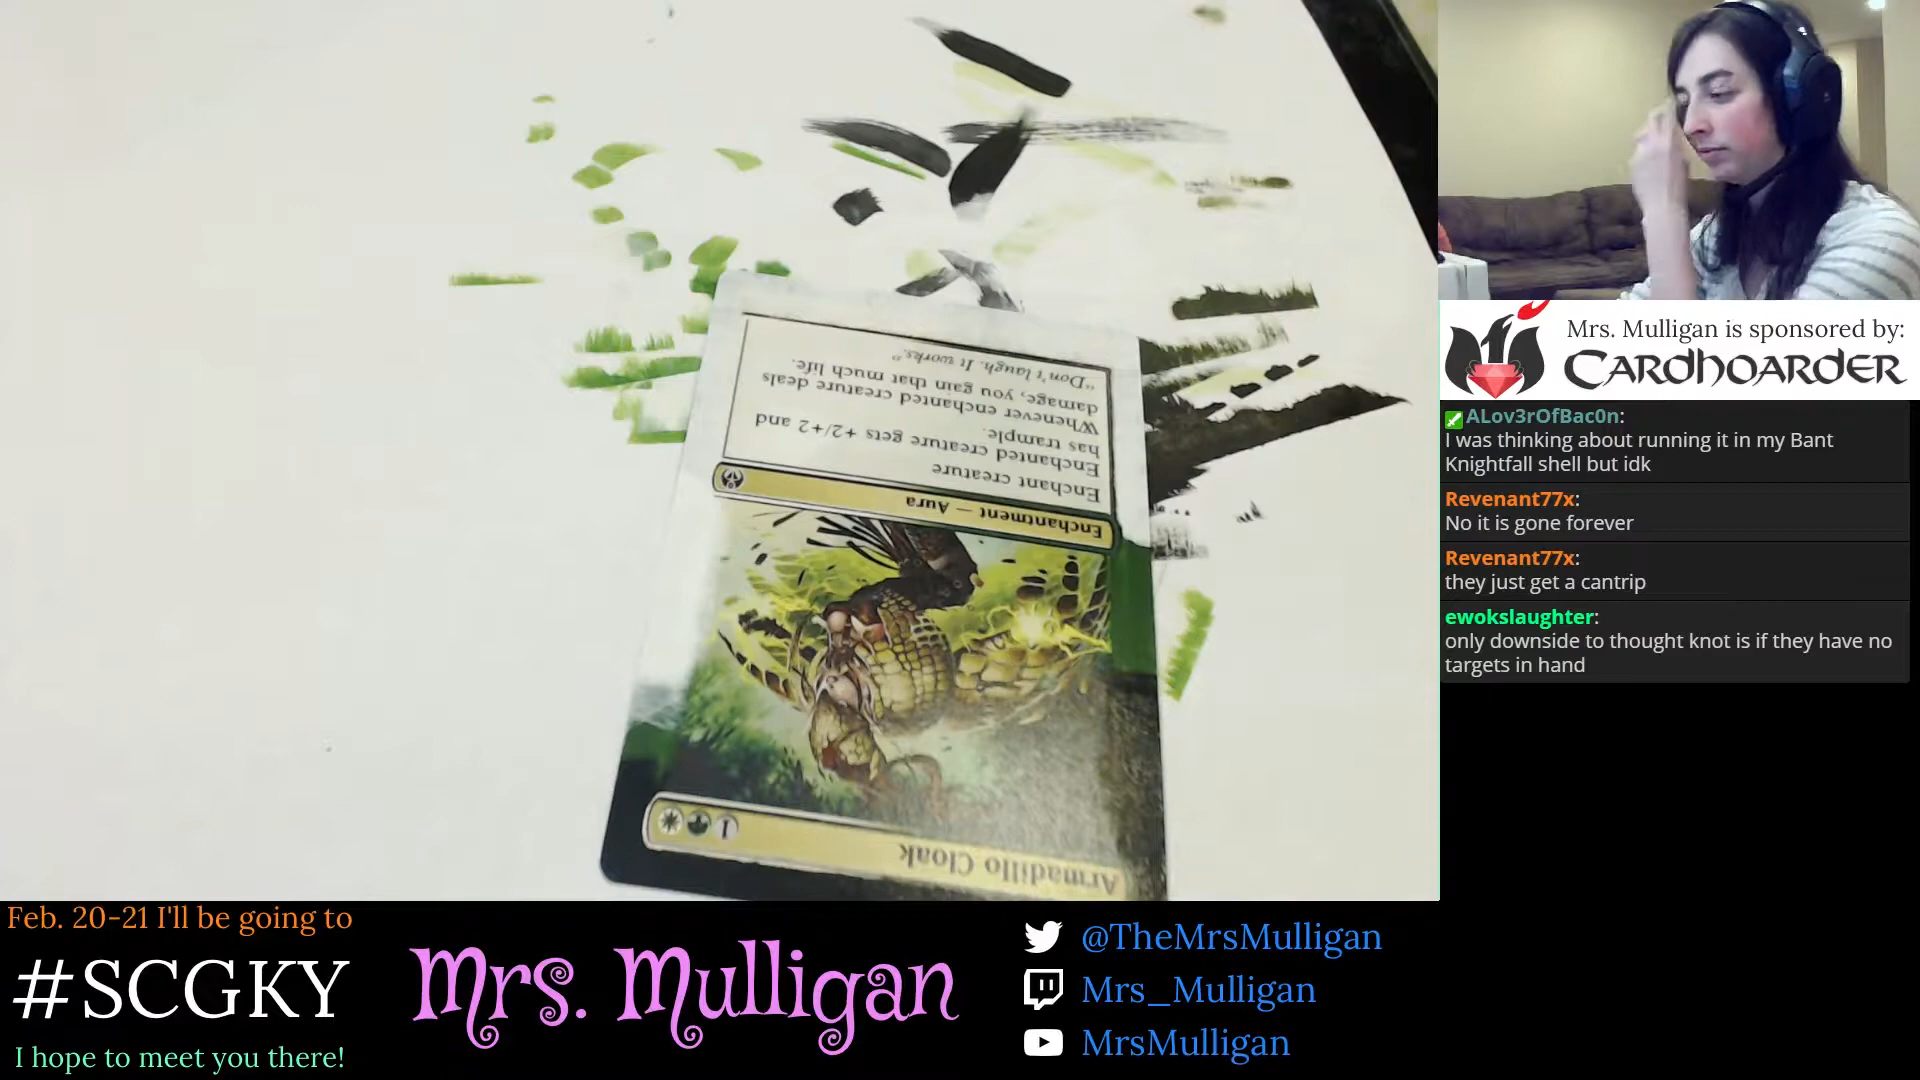 "Don't laugh. It works."
damage, you gain that much life.
Whenever enchanted creature deals
has trample.
Enchanted creature gets +2/+2 and
Enchant creature
Enchantment — Aura
1
Armadillo Cloak
Mrs. Mulligan is sponsored by:
CARDHOARDER
ALov3rOfBac0n:
I was thinking about running it in my Bant
Knightfall shell but idk
Revenant77x:
No it is gone forever
Revenant77x:
they just get a cantrip
ewokslaughter:
only downside to thought knot is if they have no
targets in hand
Feb. 20-21 I'll be going to
#SCGKY
I hope to meet you there!
Mrs. Mulligan
@TheMrsMulligan
Mrs_Mulligan
MrsMulligan